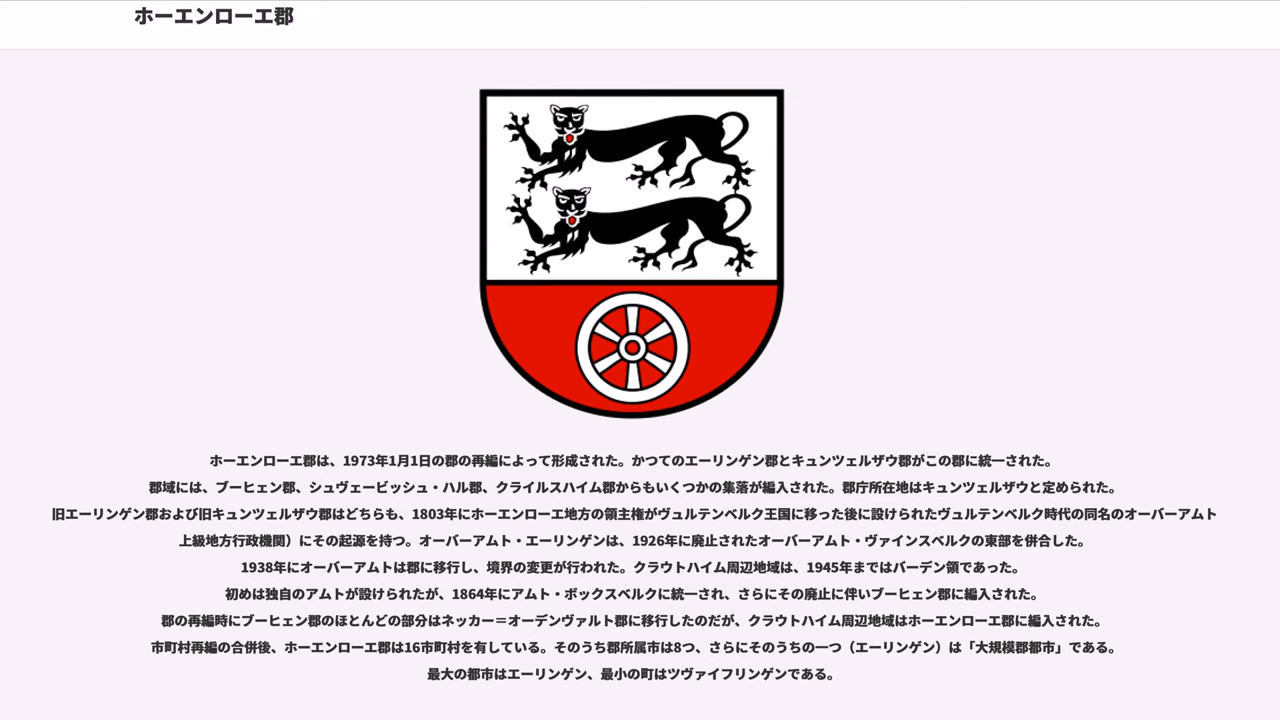 ホーエンローエ郡
ホーエンローエ郡は、1973年1月1日の郡の再編によって形成された。かつてのエーリンゲン郡とキュンツェルザウ郡がこの郡に統一された。
郡域には、ブーヒェン郡、シュヴェービッシュ・ハル郡、クライルスハイム郡からもいくつかの集落が編入された。郡庁所在地はキュンツェルザウと定められた。
旧エーリンゲン郡および旧キュンツェルザウ郡はどちらも、1803年にホーエンローエ地方の領主権がヴュルテンベルク王国に移った後に設けられたヴュルテンベルク時代の同名のオーバーアムト
上級地方行政機関）にその起源を持つ。オーバーアムト・エーリンゲンは、1926年に廃止されたオーバーアムト・ヴァインスベルクの東部を併合した。
1938年にオーバーアムトは郡に移行し、境界の変更が行われた。クラウトハイム周辺地域は、1945年まではバーデン領であった。
初めは独自のアムトが設けられたが、1864年にアムト・ボックスベルクに統一され、さらにその廃止に伴いブーヒェン郡に編入された。
郡の再編時にブーヒェン郡のほとんどの部分はネッカー＝オーデンヴァルト郡に移行したのだが、クラウトハイム周辺地域はホーエンローエ郡に編入された。
市町村再編の合併後、ホーエンローエ郡は16市町村を有している。そのうち郡所属市は8つ、さらにそのうちの一つ（エーリンゲン）は「大規模郡都市」である。
最大の都市はエーリンゲン、最小の町はツヴァイフリンゲンである。